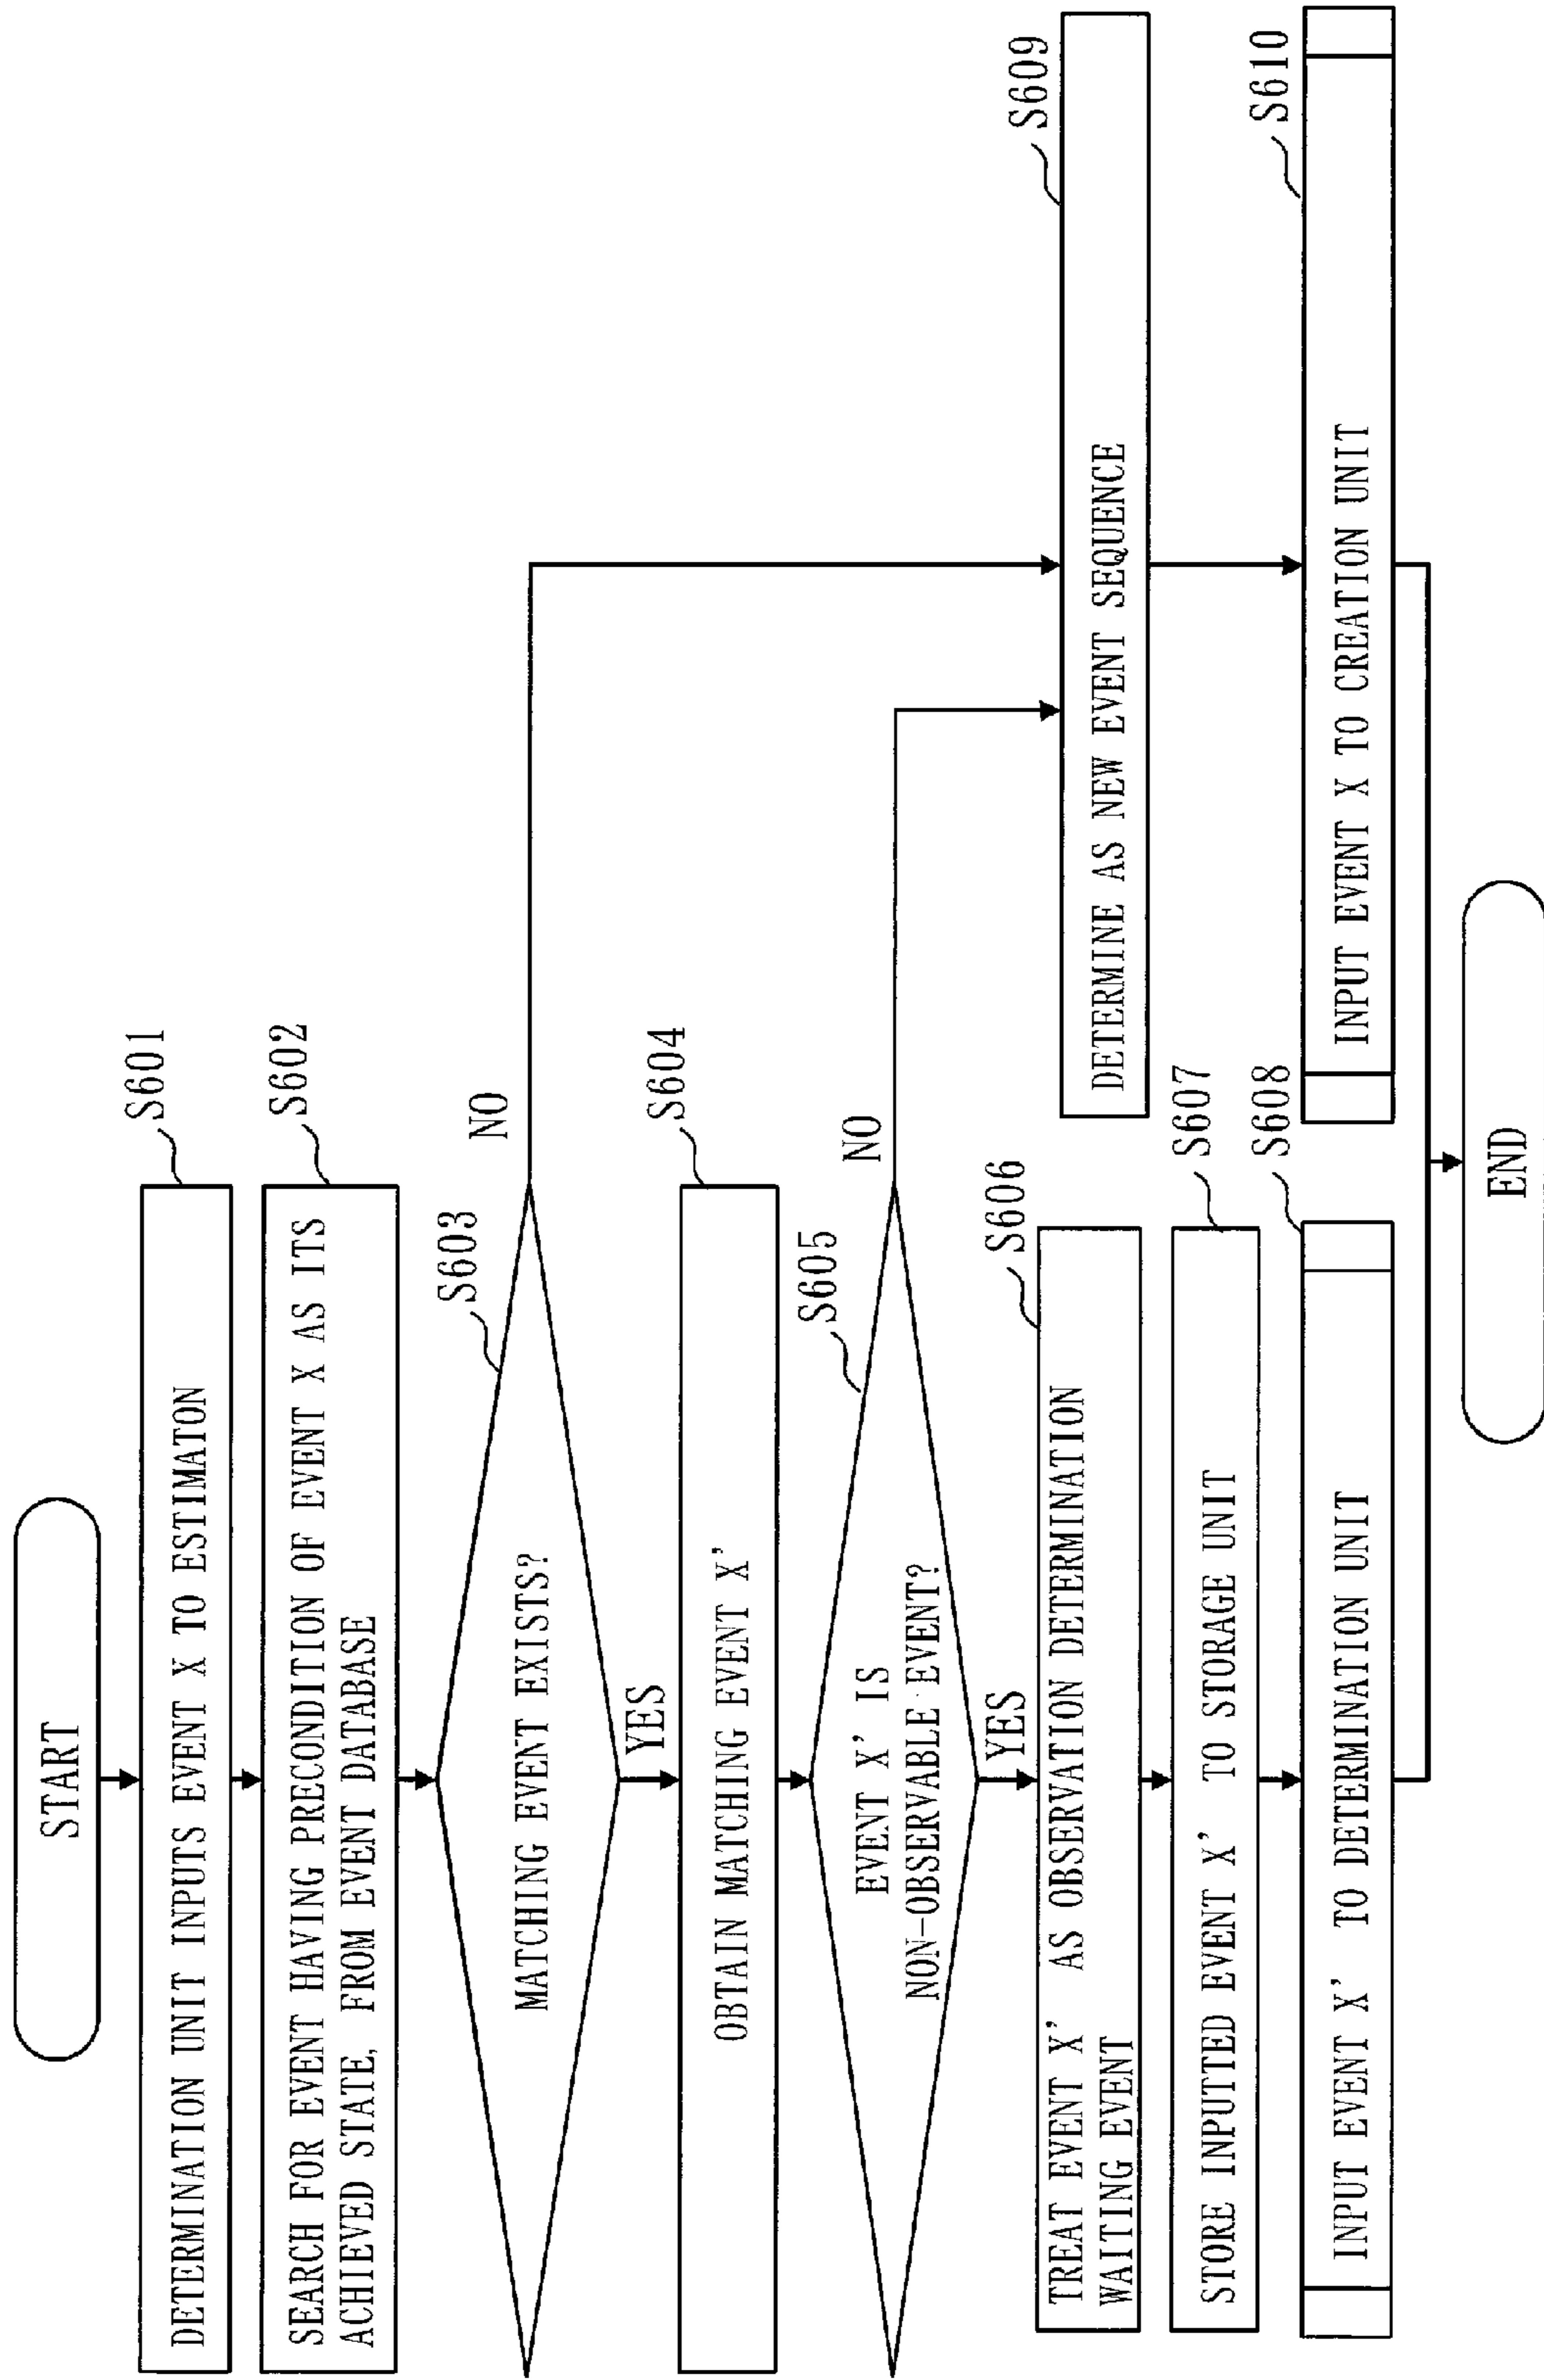 START
S601
DETERMINATION UNIT INPUTS EVENT X TO ESTIMATON
S602
SEARCH FOR EVENT HAVING PRECONDITION OF EVENT X AS ITS
ACHIEVED STATE, FROM EVENT DATABASE
S603
MATCHING EVENT EXISTS?
NO
YES
S604
OBTAIN MATCHING EVENT X'
S605
EVENT X' IS
NON-OBSERVABLE EVENT?
NO
YES
S606
TREAT EVENT X' AS OBSERVATION DETERMINATION
WAITING EVENT
S607
STORE INPUTTED EVENT X' TO STORAGE UNIT
S608
INPUT EVENT X' TO DETERMINATION UNIT
S609
DETERMINE AS NEW EVENT SEQUENCE
S610
INPUT EVENT X TO CREATION UNIT
END